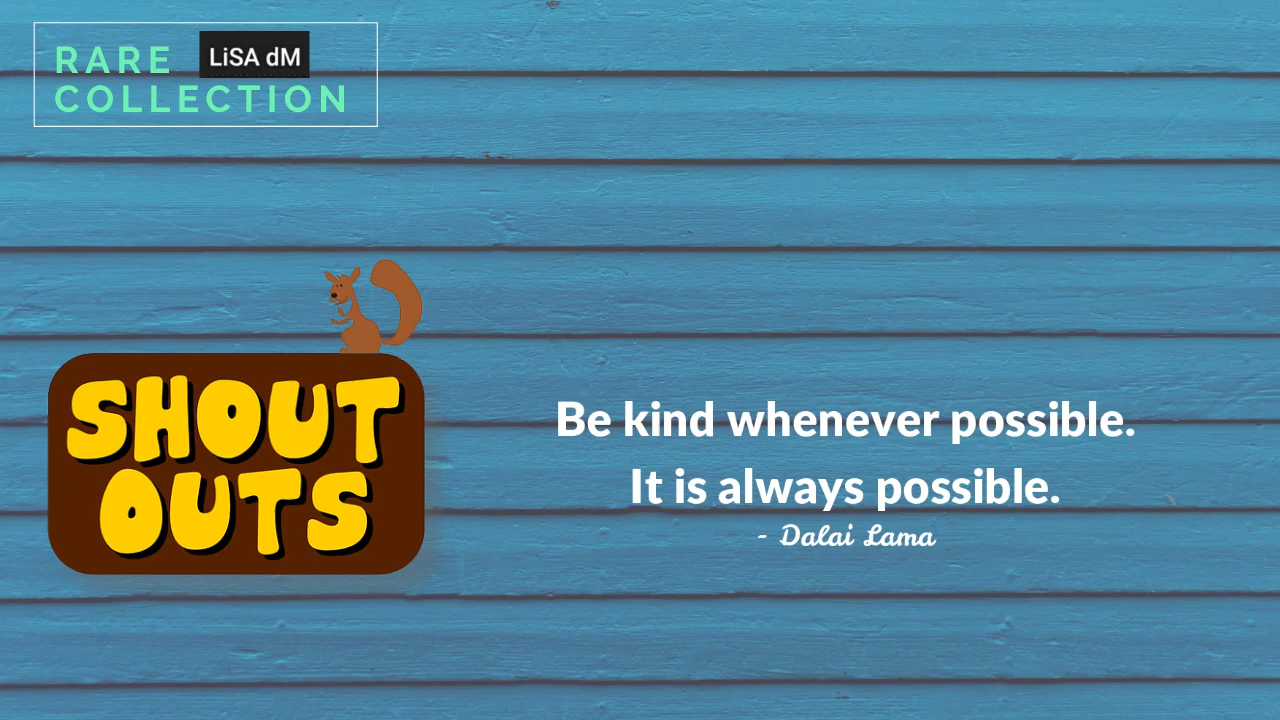 RARE LiSA dM
COLLECTION
SHOUT
OUTS
Be kind whenever possible.
It is always possible.
- Dalai Lama